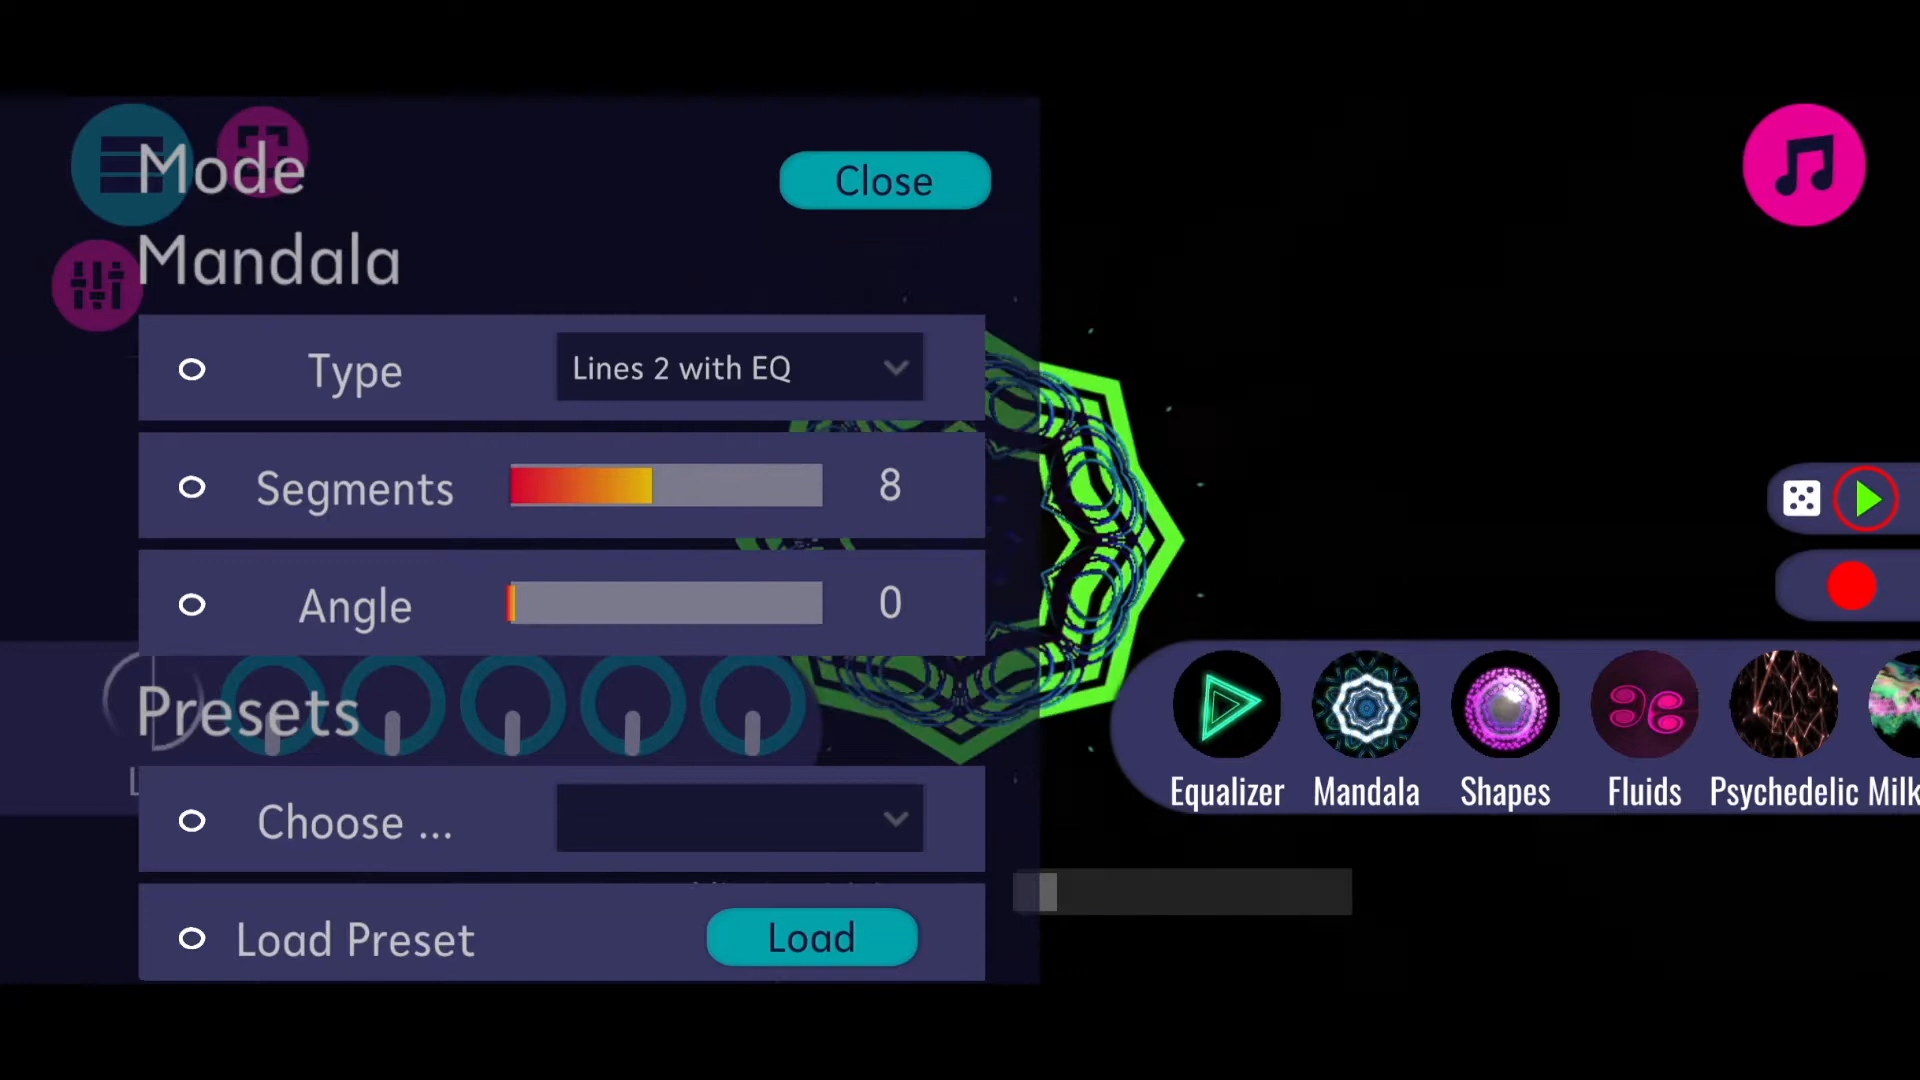 Mode
Close
Mandala
Type
Lines 2 with EQ
Segments
8
Angle
0
Presets
Equalizer
Mandala
Shapes
Fluids
Psychedelic
Milk
Choose ...
Load Preset
Load